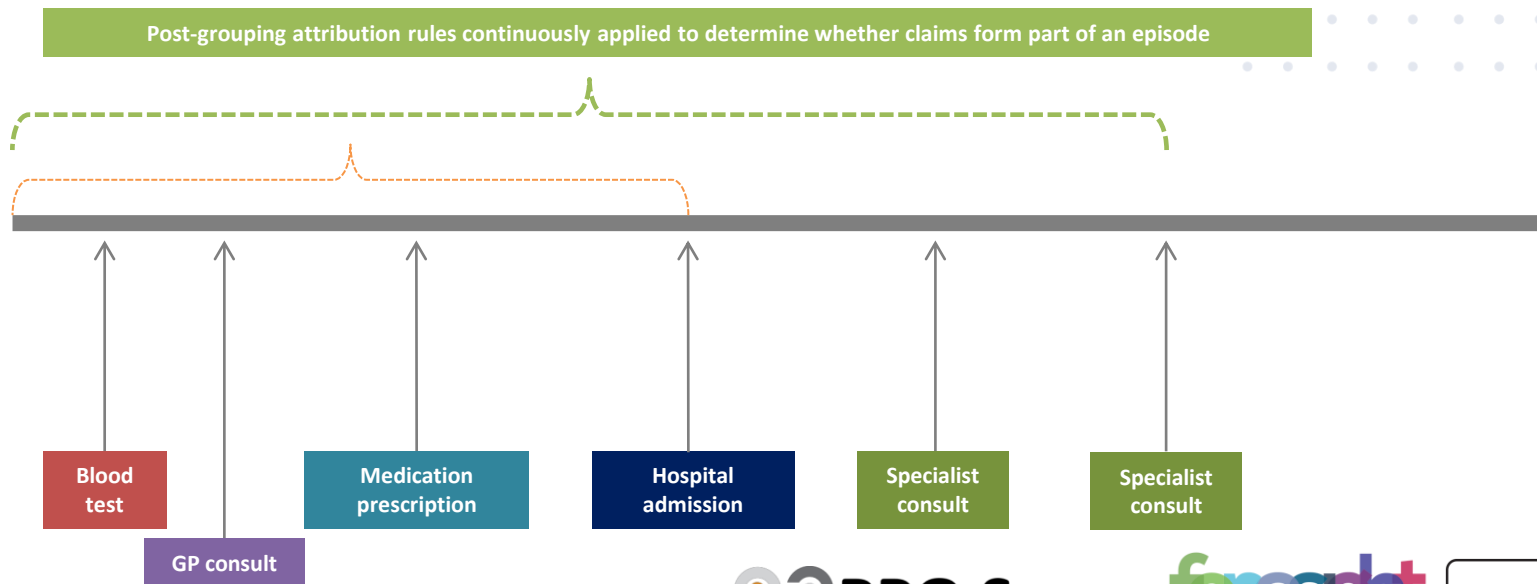 Post-grouping attribution rules continuously applied to determine whether claims form part of an episode
Blood
test
GP consult
Medication
prescription
Hospital
admission
Specialist
consult
Specialist
consult